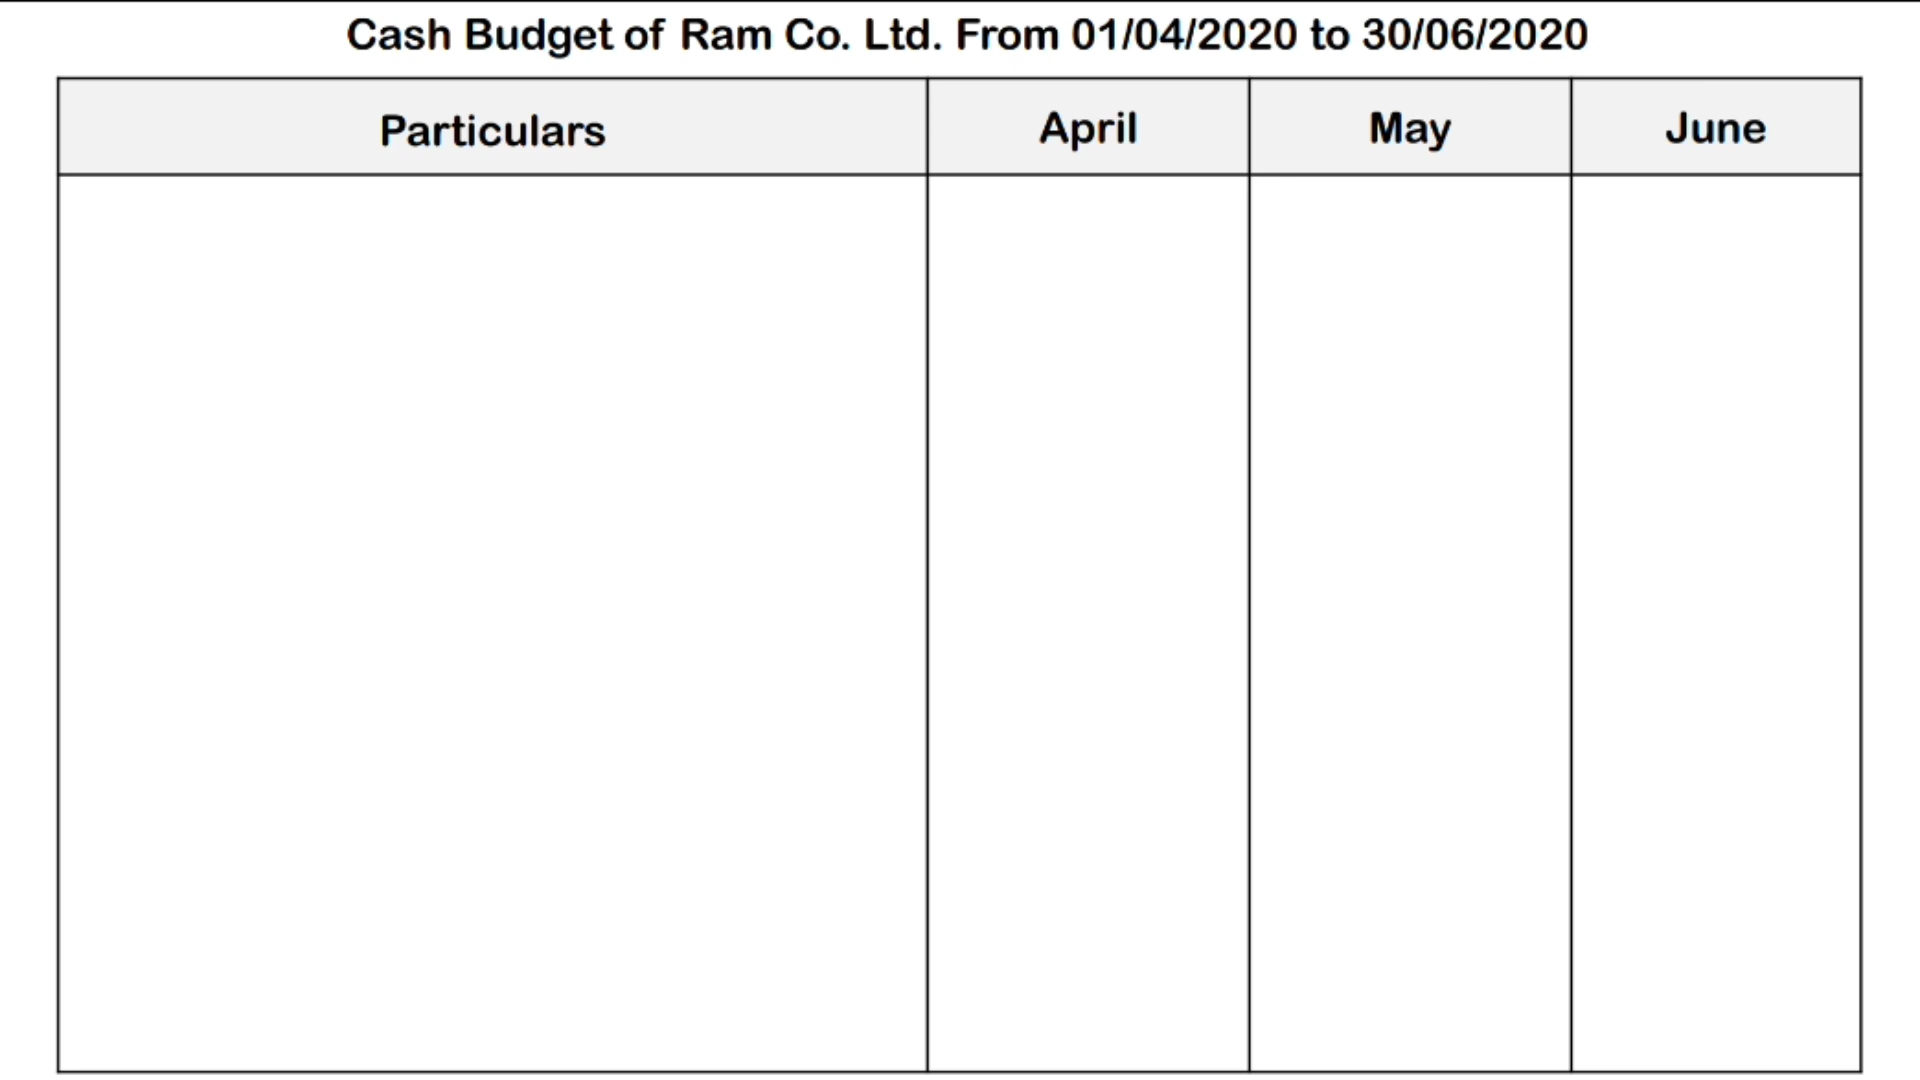 Cash Budget of Ram Co. Ltd. From 01/04/2020 to 30/06/2020
Particulars April May June